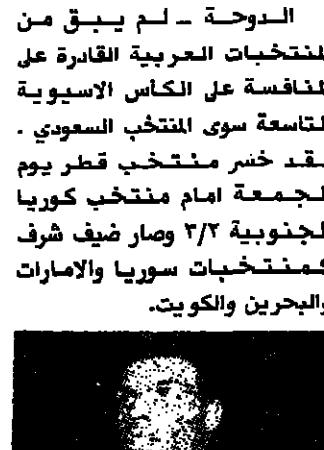 الدوحة ـ لم يبق من
المنتخبات العربية القادرة على
المنافسة على الكأس الاسيوية
التاسعة سوى المنتخب السعودي .
فقد خسر منتخب قطر يوم
الجمعة امام منتخب كوريا
الجنوبية ٣/٢ وصار ضيف شرف
كمنتخبات سوريا والامارات
والبحرين والكويت.